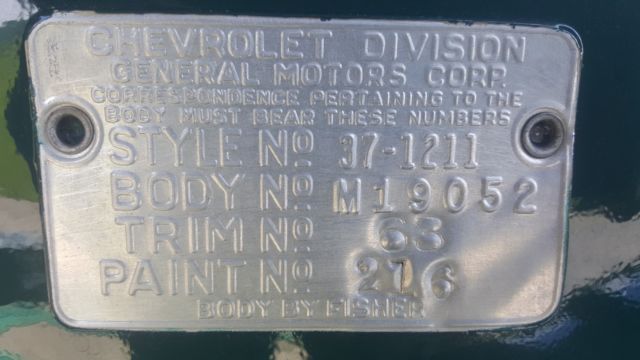 CHEVROLET DIVISION
GENERAL MOTORS CORP.
CORRESPONDENCE PERTAINING TO THE
BODY MUST BEAR THESE NUMBERS
STYLE No 37-1211
BODY No M19052
TRIM No 63
PAINT No 216
BODY BY FISHER